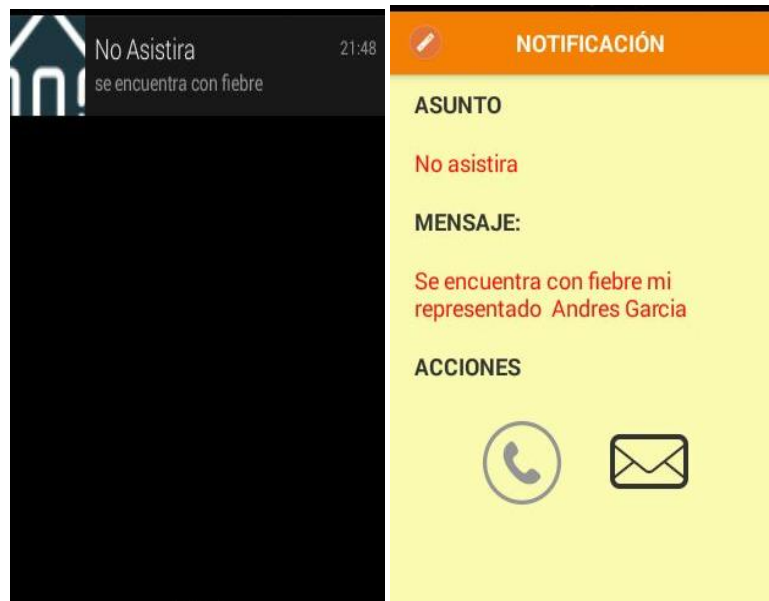 No Asistira
21:48
se encuentra con fiebre
NOTIFICACIÓN
ASUNTO
No asistira
MENSAJE:
Se encuentra con fiebre mi
representado Andres Garcia
ACCIONES